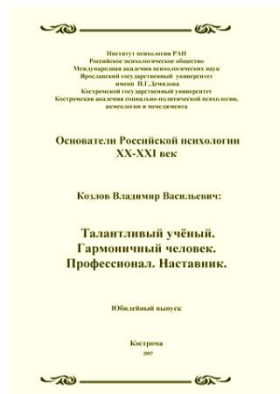 Институт психологии РАН
Российское психологическое общество
Международная академия психологических наук
Ярославский государственный университет
имени П.Г.Демидова
Костромской государственный университет
Костромская академия социально-политической психологии,
акмеологии и менеджмента
Основатели Российской психологии
XX-XXI век
Козлов Владимир Васильевич:
Талантливый учёный.
Гармоничный человек.
Профессионал. Наставник.
Юбилейный выпуск
Кострома
2007